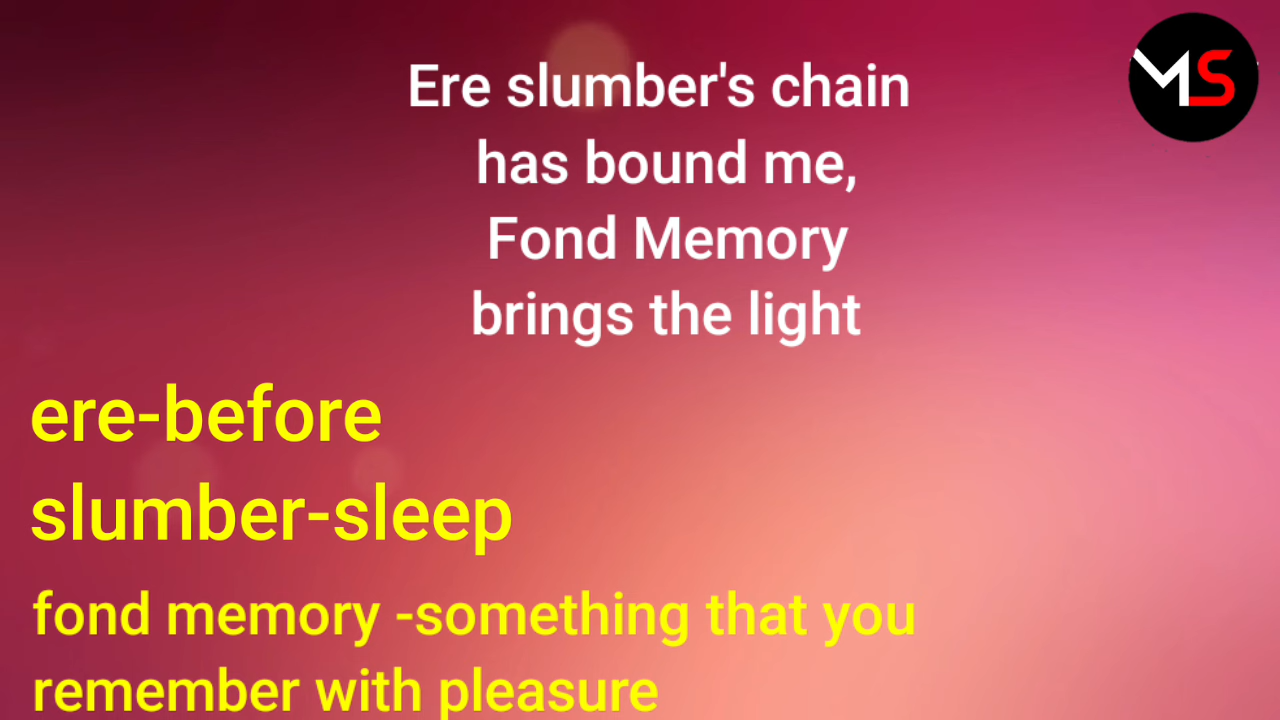 MS
Ere slumber's chain
has bound me,
Fond Memory
brings the light
ere-before
slumber-sleep
fond memory -something that you
remember with pleasure